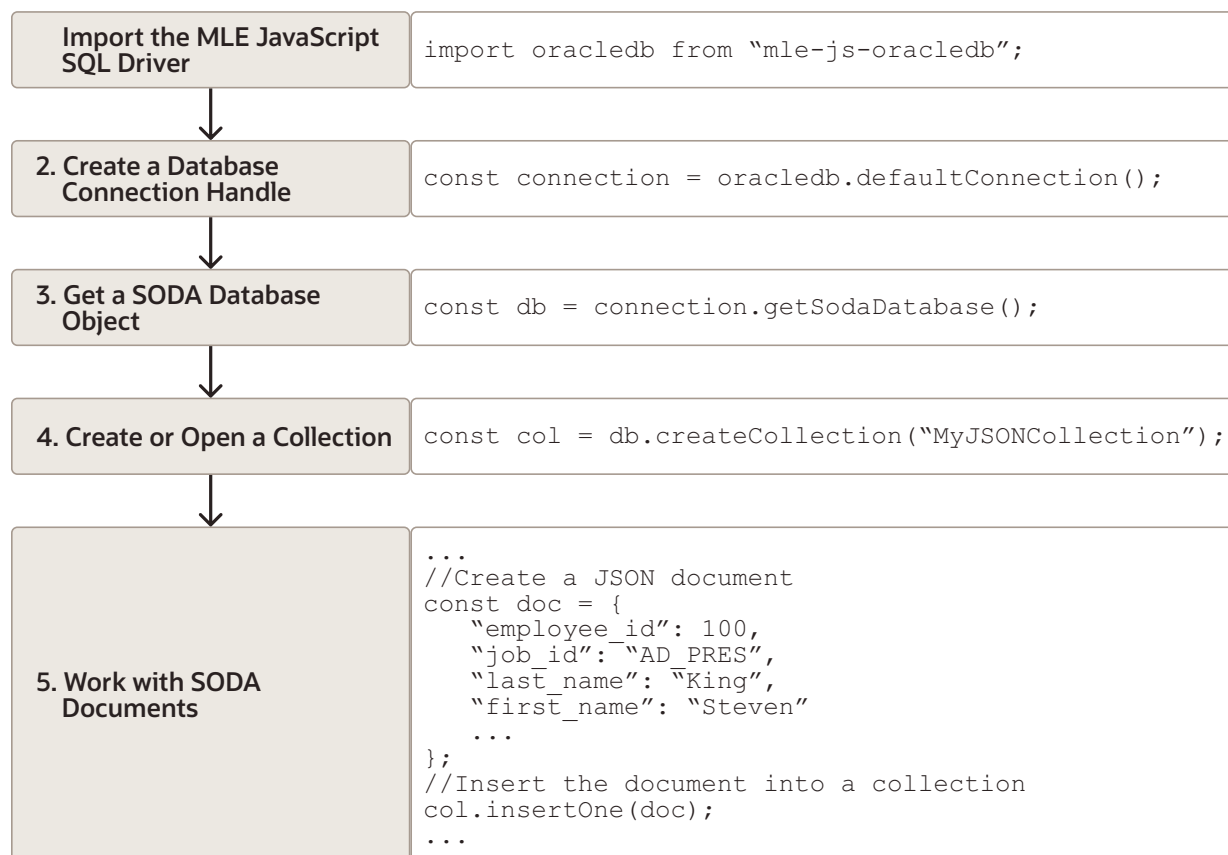 Import the MLE JavaScript
SQL Driver
import oracledb from “mle-js-oracledb”;
2. Create a Database
Connection Handle
const connection = oracledb.defaultConnection();
3. Get a SODA Database
Object
const db = connection.getSodaDatabase();
4. Create or Open a Collection
const col = db.createCollection(“MyJSONCollection”);
5. Work with SODA
Documents
...
//Create a JSON document
const doc = {
“employee_id”: 100,
“job_id”: “AD_PRES”,
“last_name”: “King”,
“first_name”: “Steven”
...
};
//Insert the document into a collection
col.insertOne(doc);
...